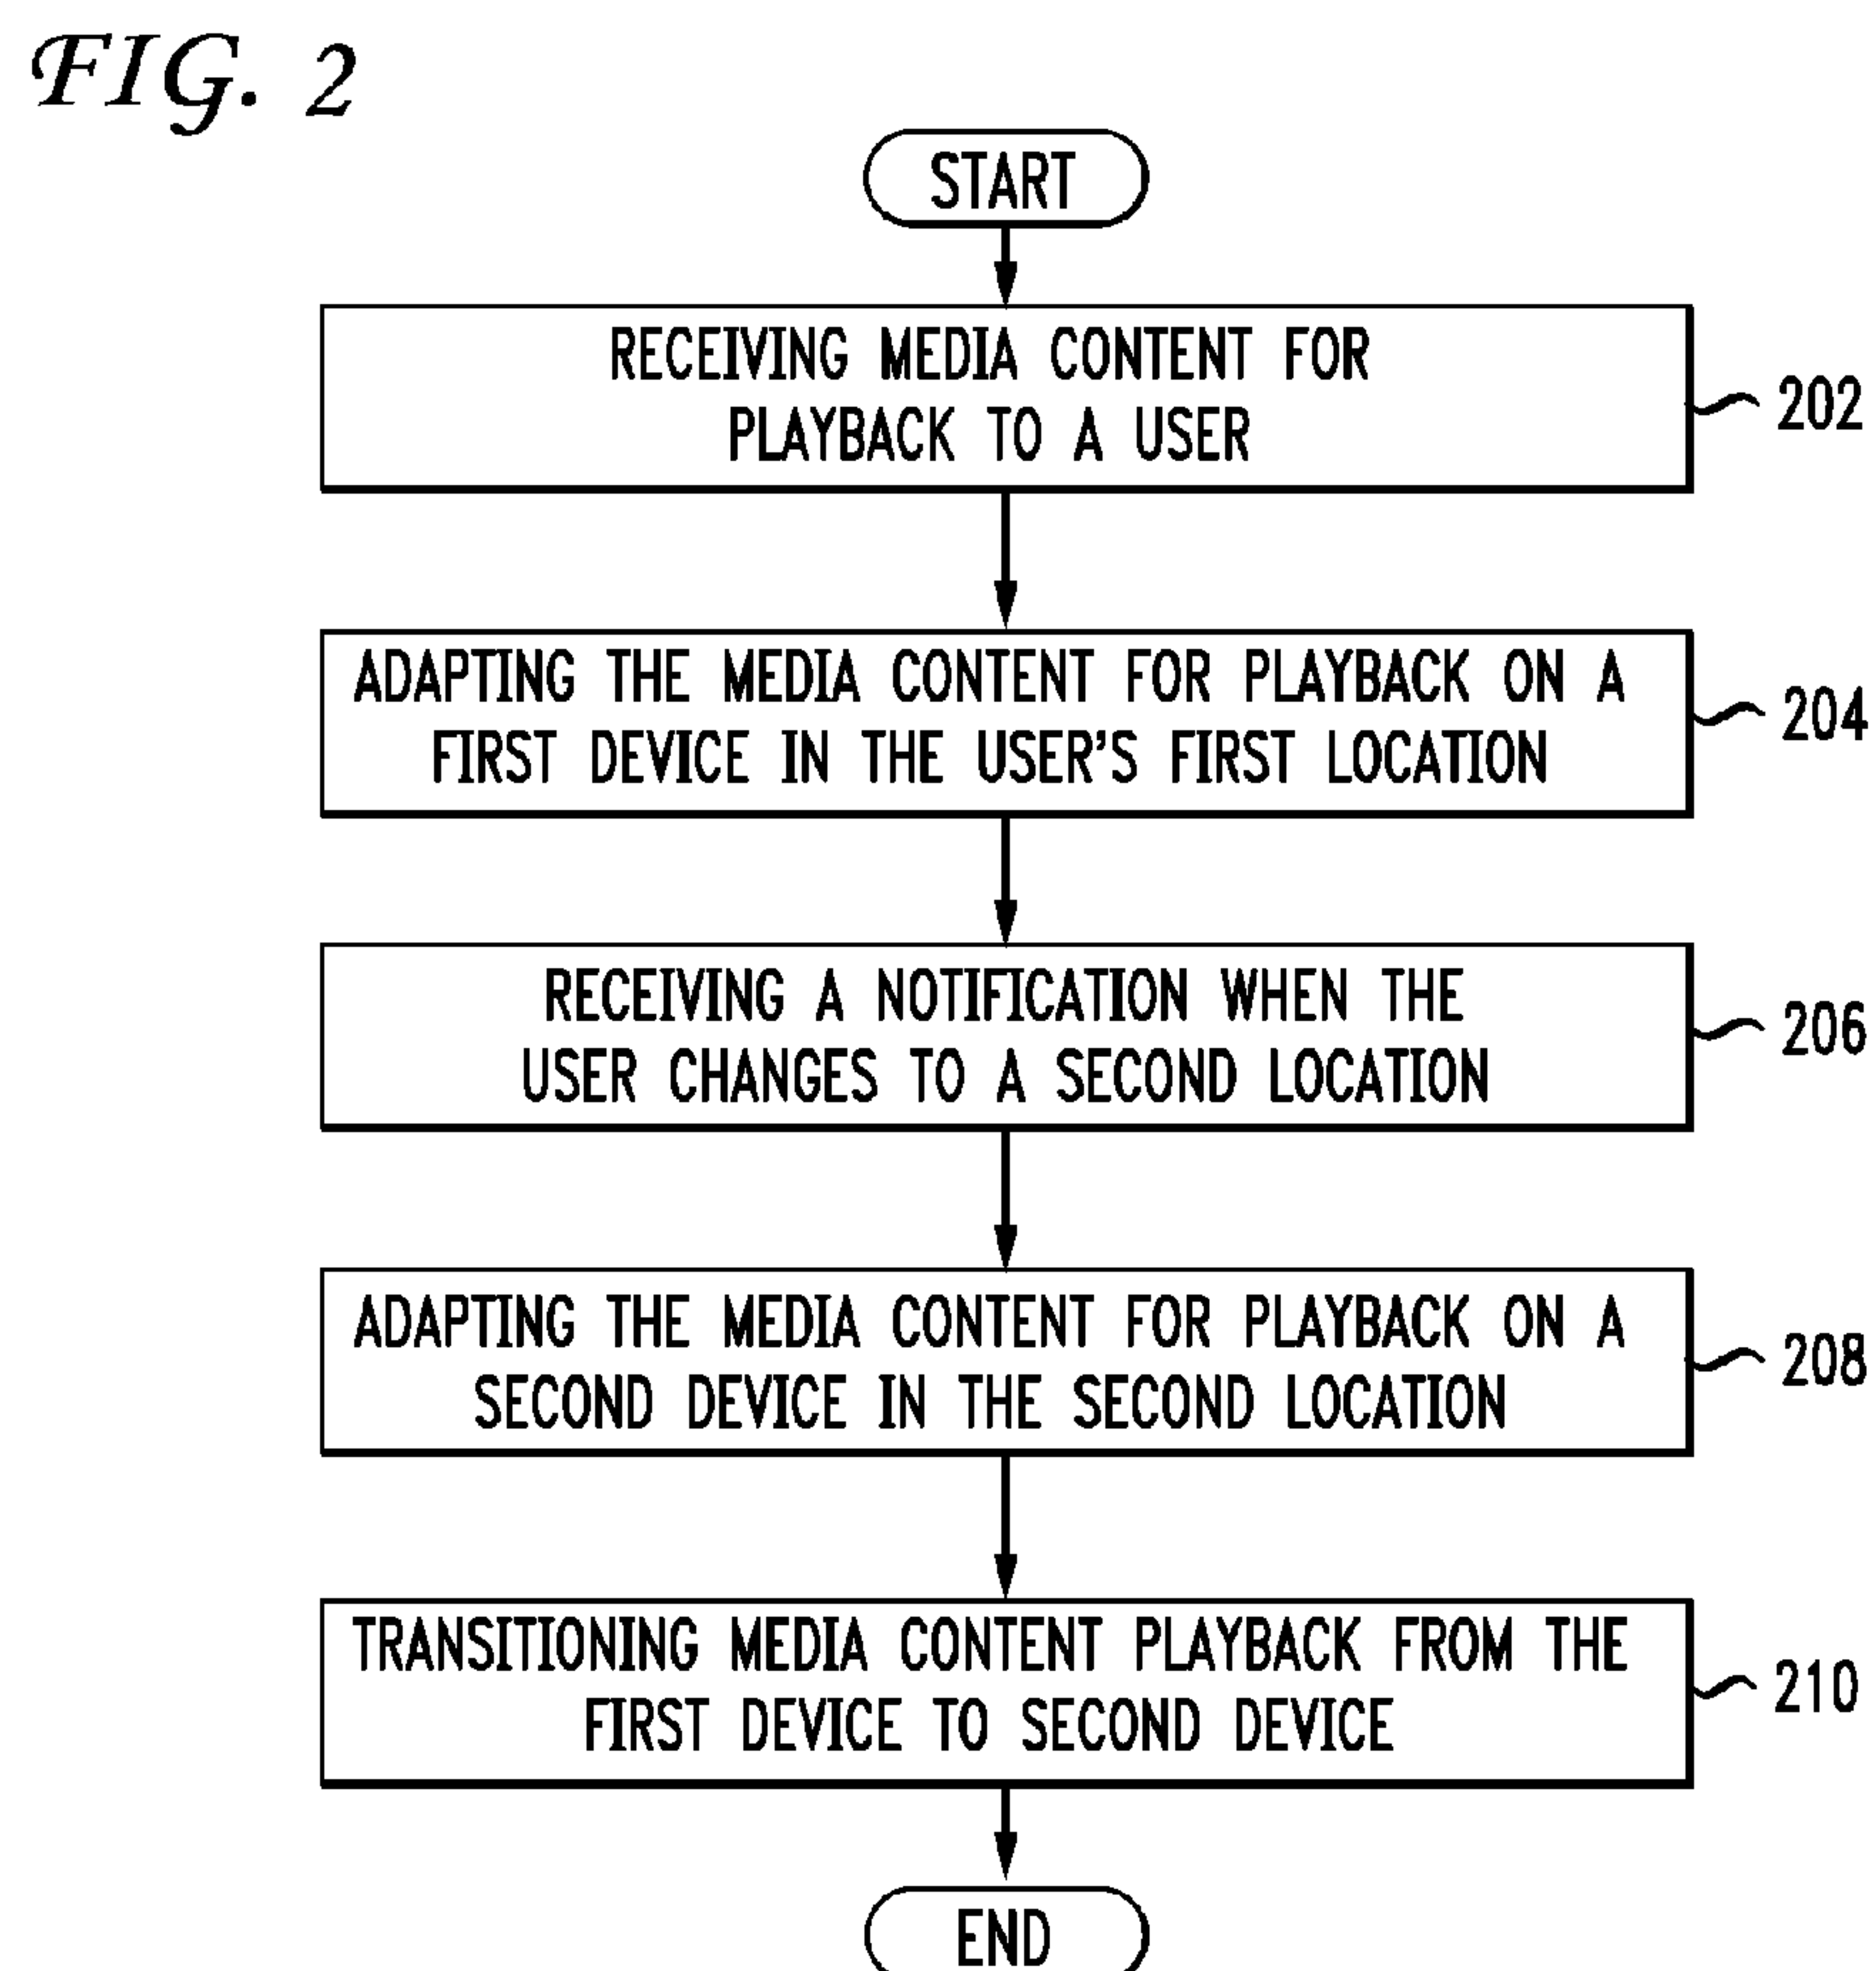 FIG. 2
START
RECEIVING MEDIA CONTENT FOR
PLAYBACK TO A USER
202
ADAPTING THE MEDIA CONTENT FOR PLAYBACK ON A
FIRST DEVICE IN THE USER'S FIRST LOCATION
204
RECEIVING A NOTIFICATION WHEN THE
USER CHANGES TO A SECOND LOCATION
206
ADAPTING THE MEDIA CONTENT FOR PLAYBACK ON A
SECOND DEVICE IN THE SECOND LOCATION
208
TRANSITIONING MEDIA CONTENT PLAYBACK FROM THE
FIRST DEVICE TO SECOND DEVICE
210
END